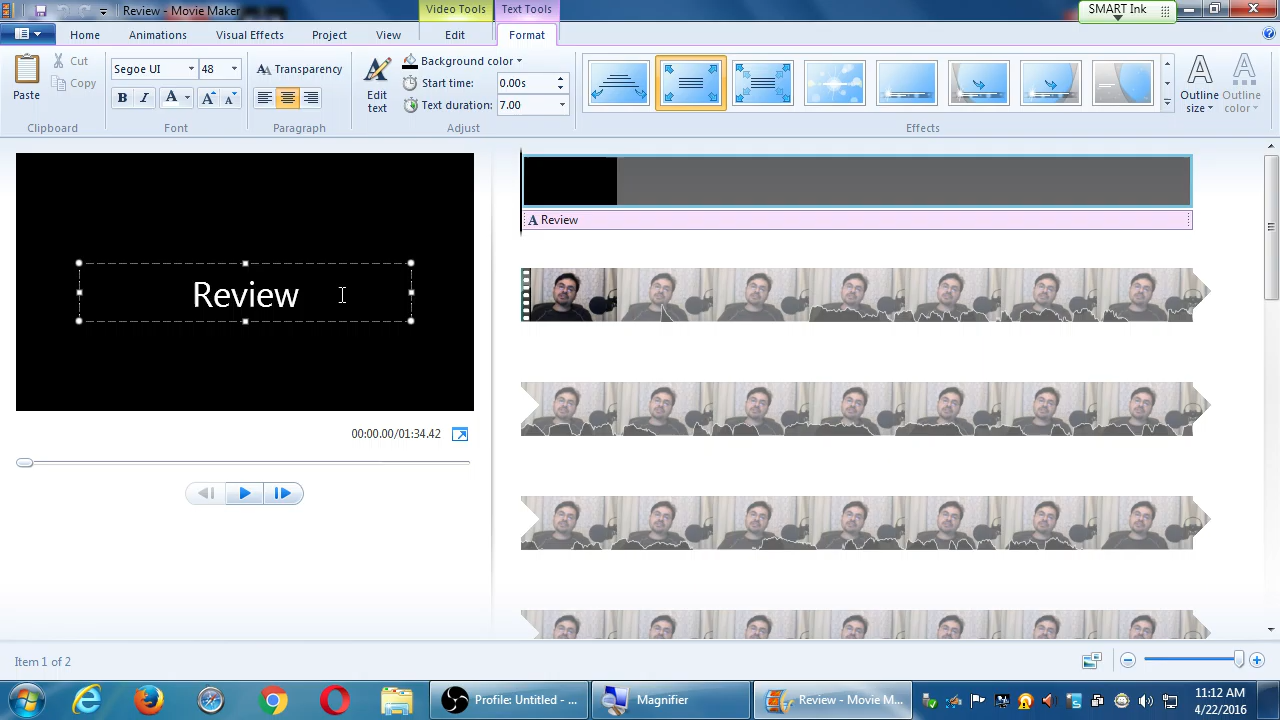 Review - Movie Maker
Video Tools
Text Tools
SMART Ink
Home
Animations
Visual Effects
Project
View
Edit
Format
Paste
Cut
Copy
Clipboard
Segoe UI
48
B I A A A
Font
Transparency
Paragraph
Edit text
Background color
Start time: 0.00s
Text duration: 7.00
Adjust
Effects
Outline size
Outline color
Review
A Review
00:00.00/01:34.42
Item 1 of 2
Profile: Untitled - ...
Magnifier
Review - Movie M...
11:12 AM
4/22/2016